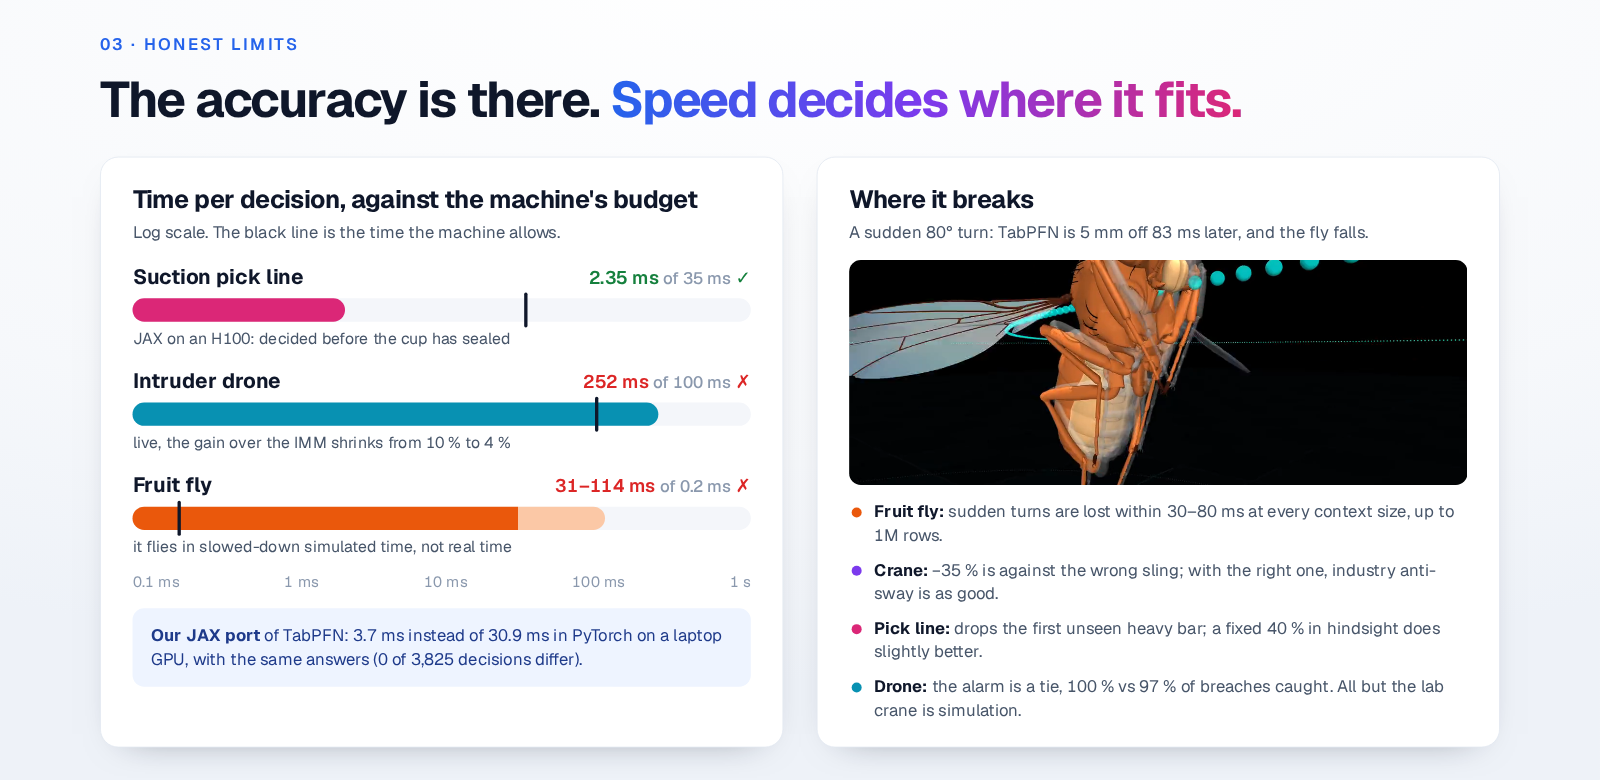 03 · HONEST LIMITS
The accuracy is there. Speed decides where it fits.
Time per decision, against the machine's budget
Log scale. The black line is the time the machine allows.
Suction pick line
2.35 ms of 35 ms ✓
JAX on an H100: decided before the cup has sealed
Intruder drone
252 ms of 100 ms ✗
live, the gain over the IMM shrinks from 10 % to 4 %
Fruit fly
31–114 ms of 0.2 ms ✗
it flies in slowed-down simulated time, not real time
0.1 ms 1 ms 10 ms 100 ms 1 s
Our JAX port of TabPFN: 3.7 ms instead of 30.9 ms in PyTorch on a laptop
GPU, with the same answers (0 of 3,825 decisions differ).
Where it breaks
A sudden 80° turn: TabPFN is 5 mm off 83 ms later, and the fly falls.
Fruit fly: sudden turns are lost within 30–80 ms at every context size, up to
1M rows.
Crane: −35 % is against the wrong sling; with the right one, industry anti-
sway is as good.
Pick line: drops the first unseen heavy bar; a fixed 40 % in hindsight does
slightly better.
Drone: the alarm is a tie, 100 % vs 97 % of breaches caught. All but the lab
crane is simulation.